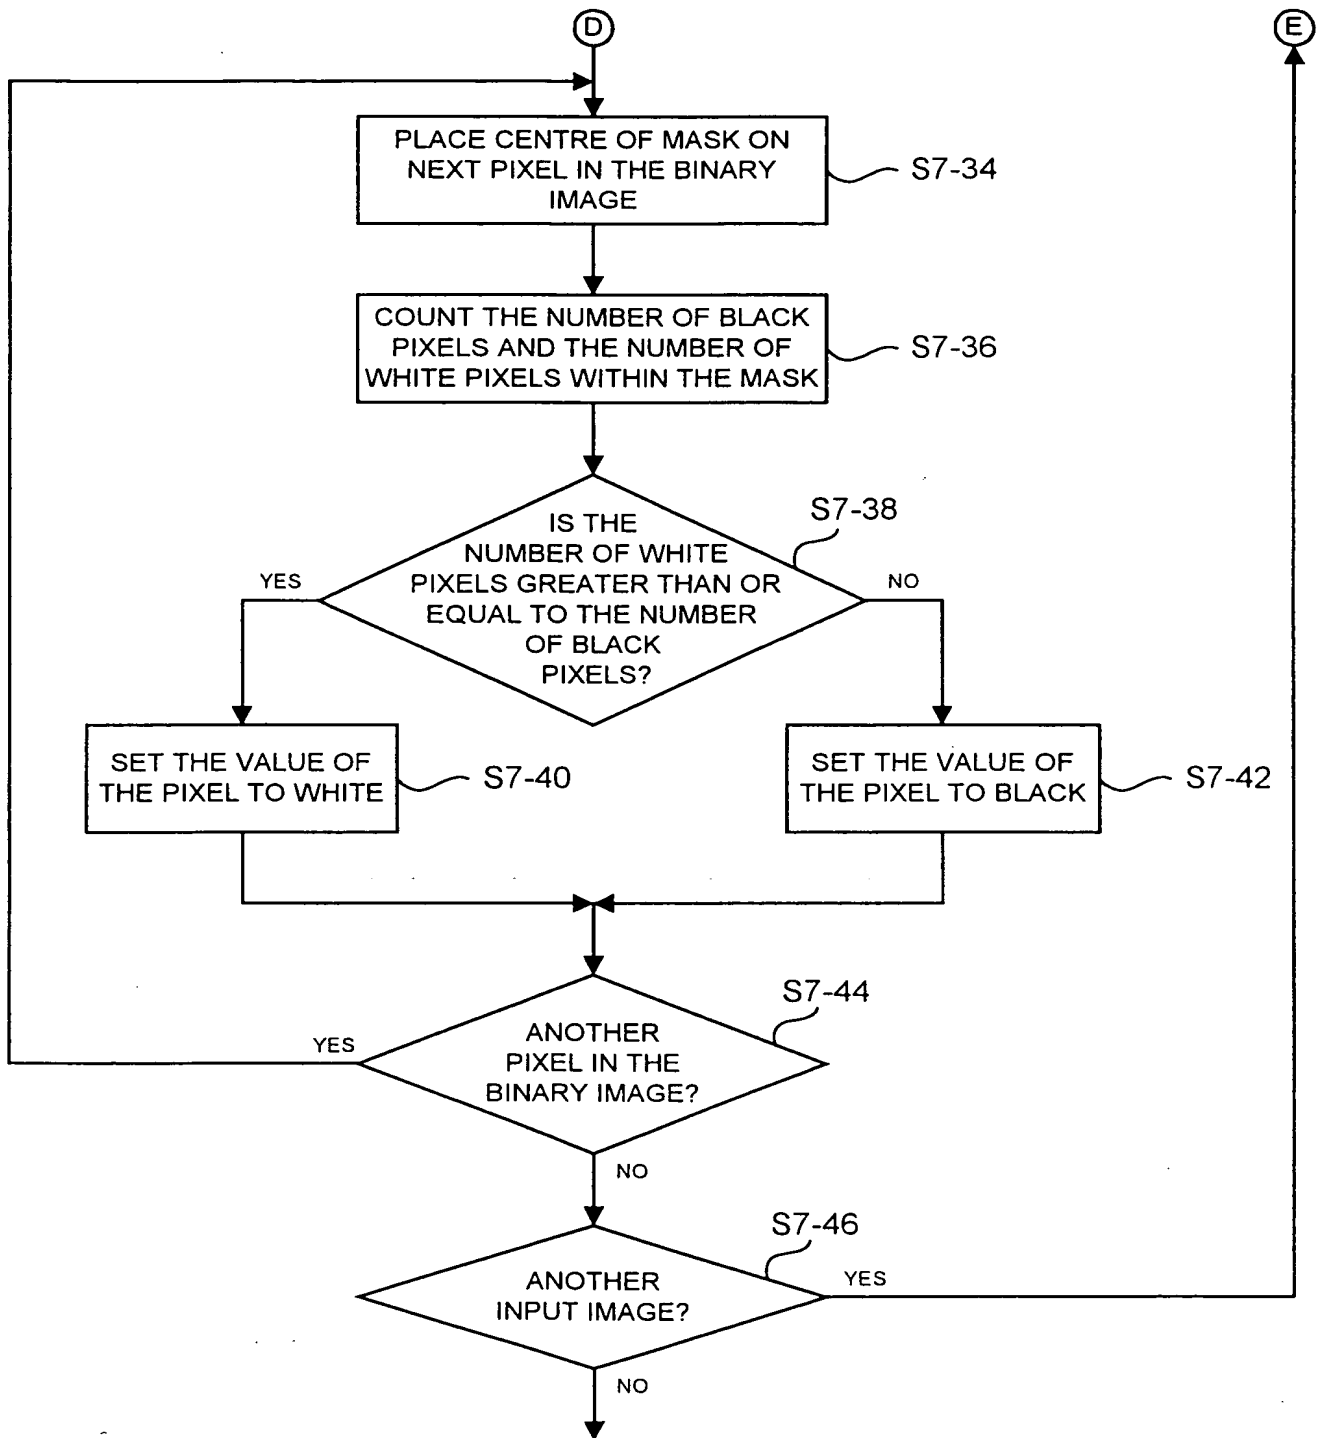 D
E
PLACE CENTRE OF MASK ON
NEXT PIXEL IN THE BINARY
IMAGE
S7-34
COUNT THE NUMBER OF BLACK
PIXELS AND THE NUMBER OF
WHITE PIXELS WITHIN THE MASK
S7-36
IS THE
NUMBER OF WHITE
PIXELS GREATER THAN OR
EQUAL TO THE NUMBER
OF BLACK
PIXELS?
S7-38
YES
NO
SET THE VALUE OF
THE PIXEL TO WHITE
S7-40
SET THE VALUE OF
THE PIXEL TO BLACK
S7-42
ANOTHER
PIXEL IN THE
BINARY IMAGE?
S7-44
YES
NO
ANOTHER
INPUT IMAGE?
S7-46
YES
NO